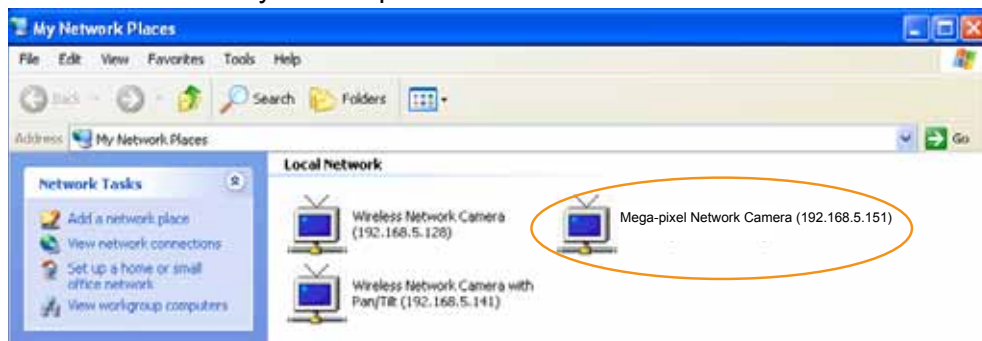 My Network Places
File Edit View Favorites Tools Help
Back Search Folders
Address My Network Places Go
Local Network
Network Tasks
Add a network place
View network connections
Set up a home or small
office network
View workgroup computers
Wireless Network Camera
(192.168.5.128)
Mega-pixel Network Camera (192.168.5.151)
Wireless Network Camera with
Pan/Tilt (192.168.5.141)